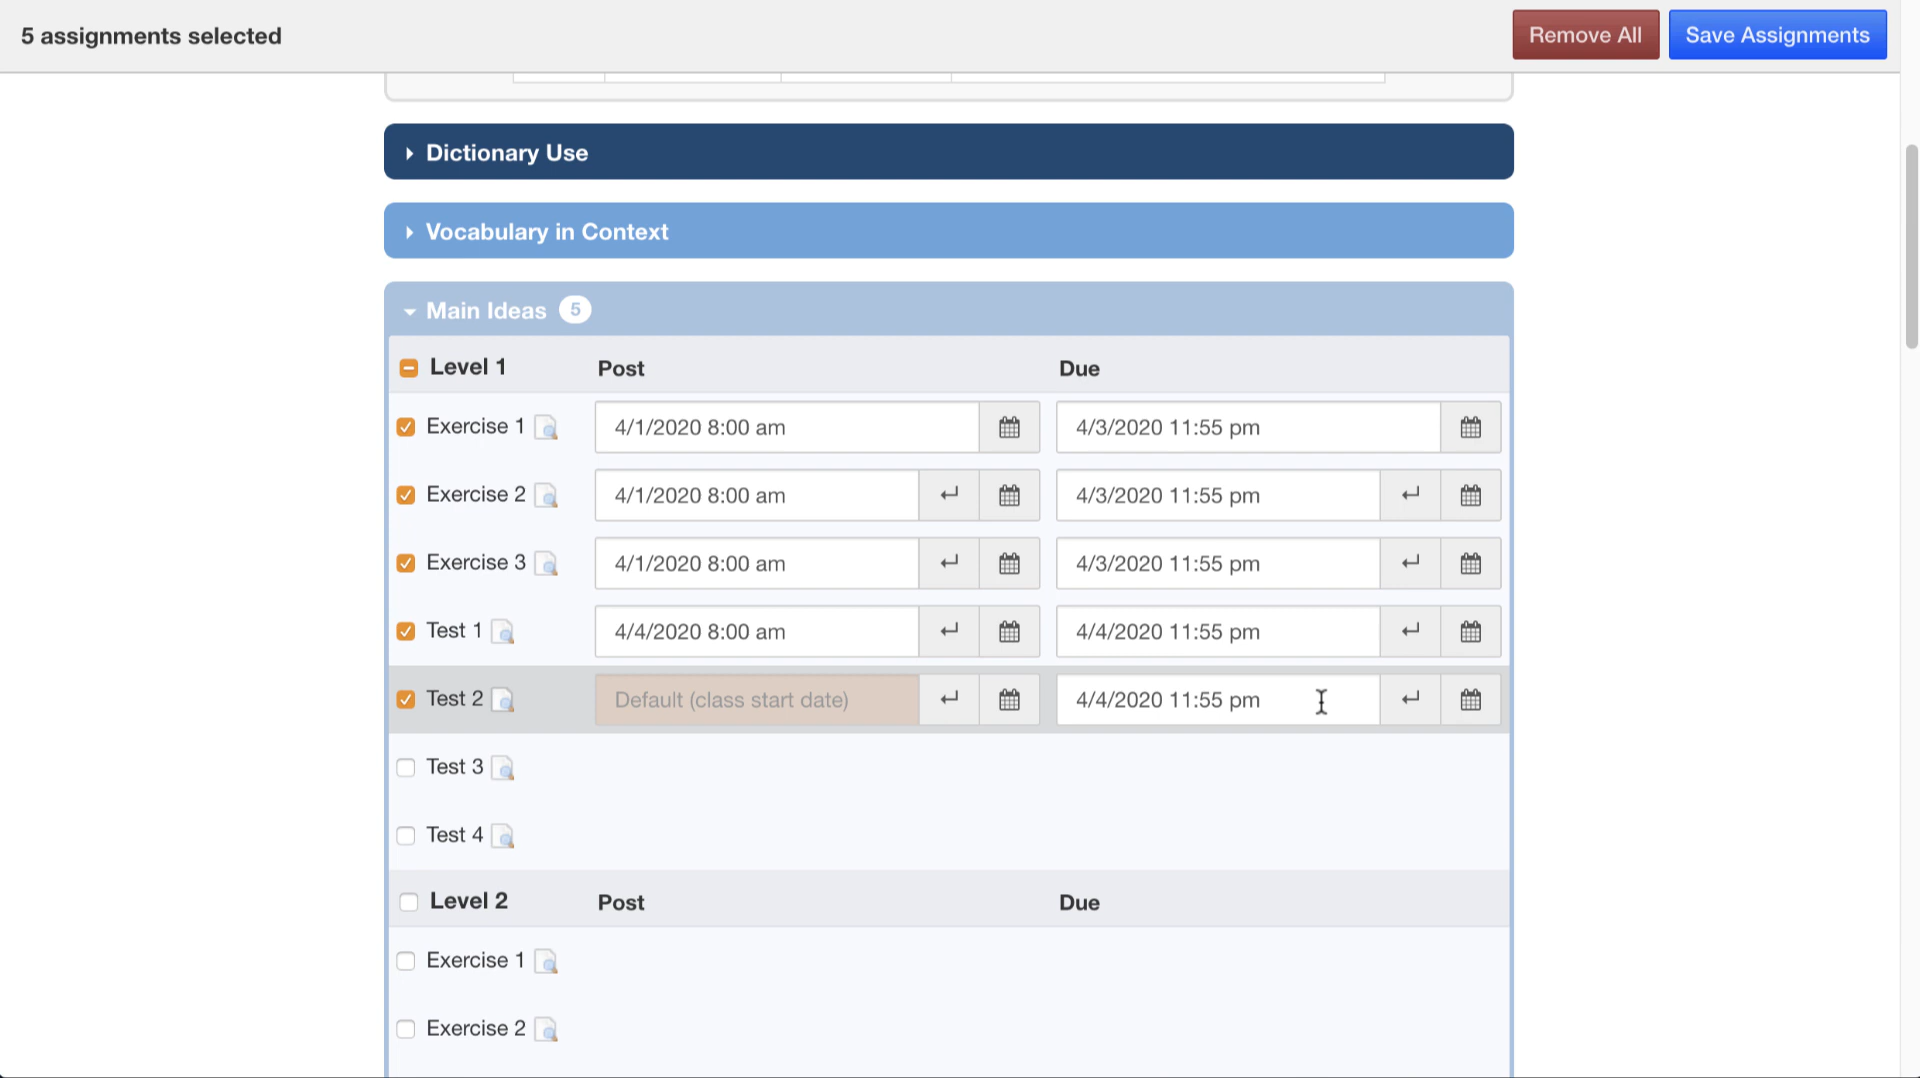 5 assignments selected
Remove All
Save Assignments
Dictionary Use
Vocabulary in Context
Main Ideas 5
Level 1 Post Due
Exercise 1 4/1/2020 8:00 am 4/3/2020 11:55 pm
Exercise 2 4/1/2020 8:00 am 4/3/2020 11:55 pm
Exercise 3 4/1/2020 8:00 am 4/3/2020 11:55 pm
Test 1 4/4/2020 8:00 am 4/4/2020 11:55 pm
Test 2 Default (class start date) 4/4/2020 11:55 pm
Test 3
Test 4
Level 2 Post Due
Exercise 1
Exercise 2